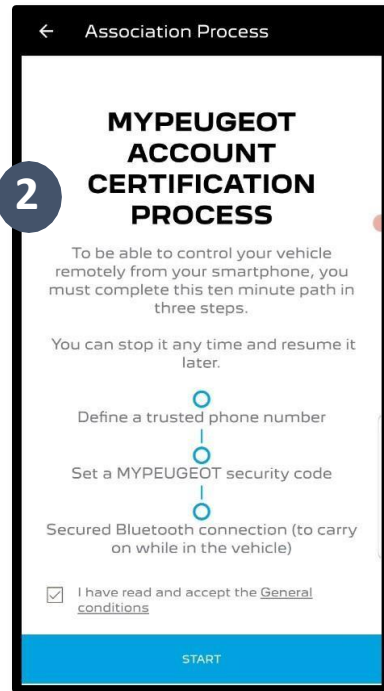 Association Process
MYPEUGEOT
ACCOUNT
CERTIFICATION
PROCESS
2
To be able to control your vehicle
remotely from your smartphone, you
must complete this ten minute path in
three steps.
You can stop it any time and resume it
later.
Define a trusted phone number
Set a MYPEUGEOT security code
Secured Bluetooth connection (to carry
on while in the vehicle)
I have read and accept the General
conditions
START